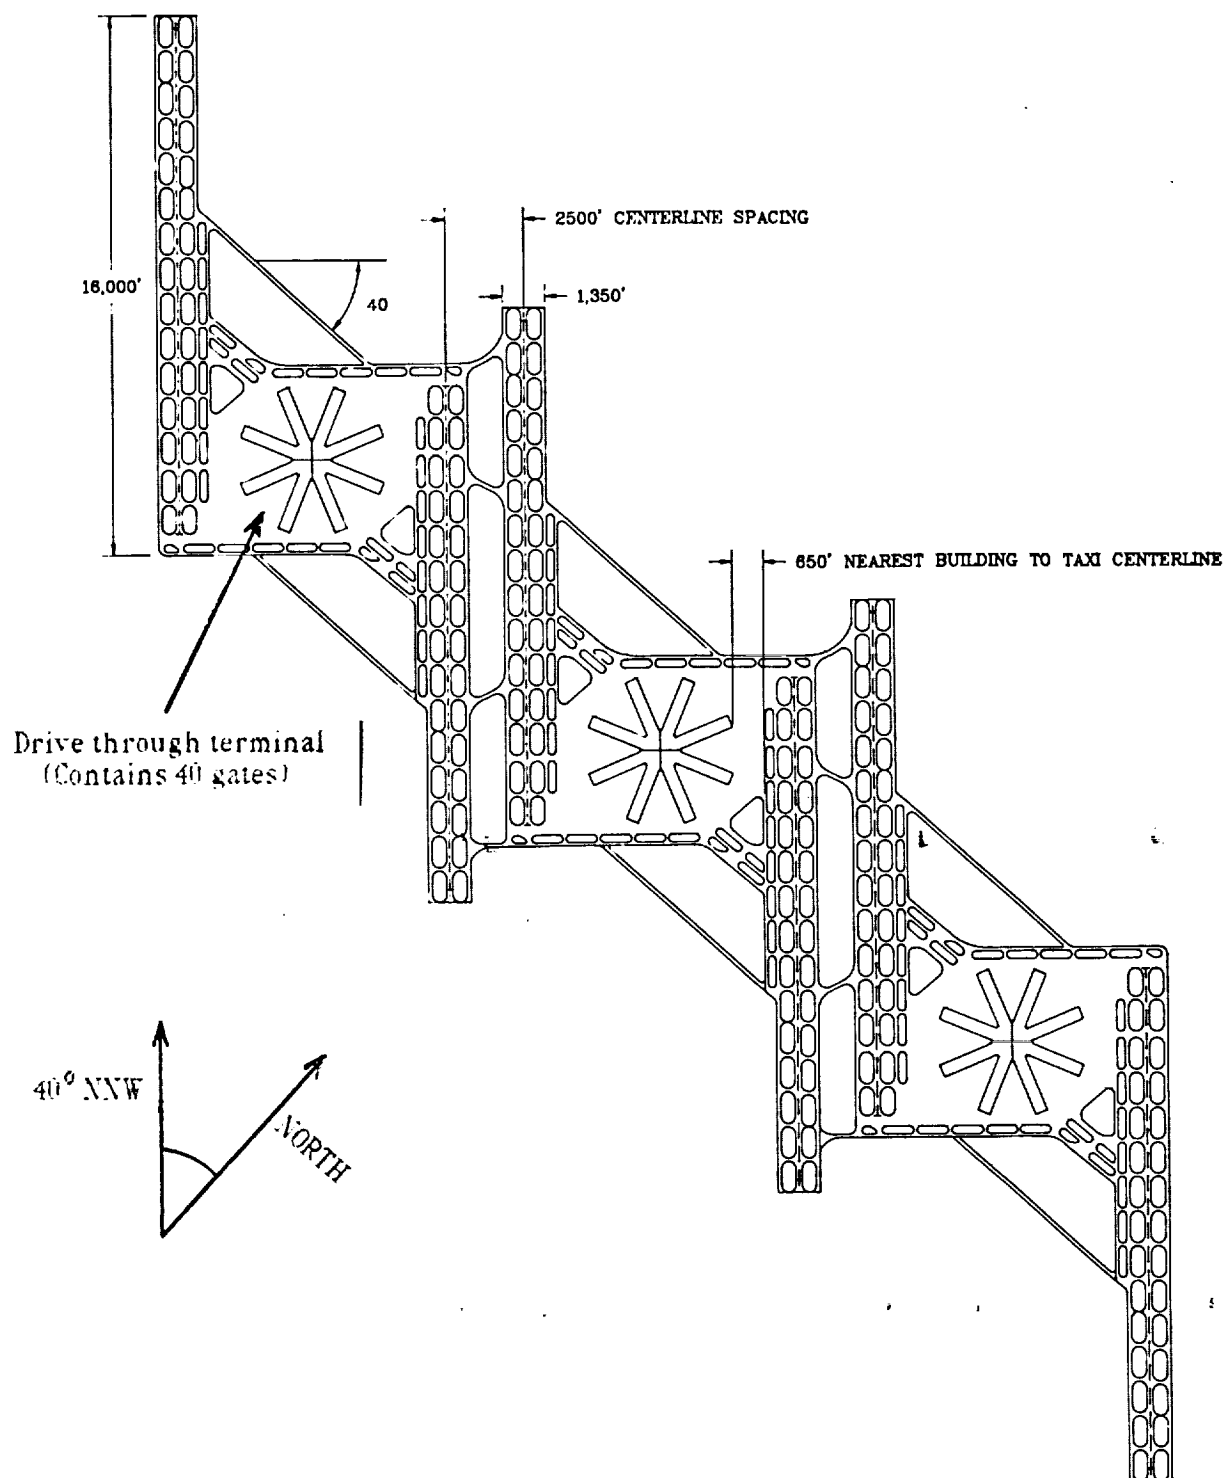 2500' CENTERLINE SPACING
16,000'
1,350'
40
650' NEAREST BUILDING TO TAXI CENTERLINE
Drive through terminal
(Contains 40 gates)
40° NNW
NORTH